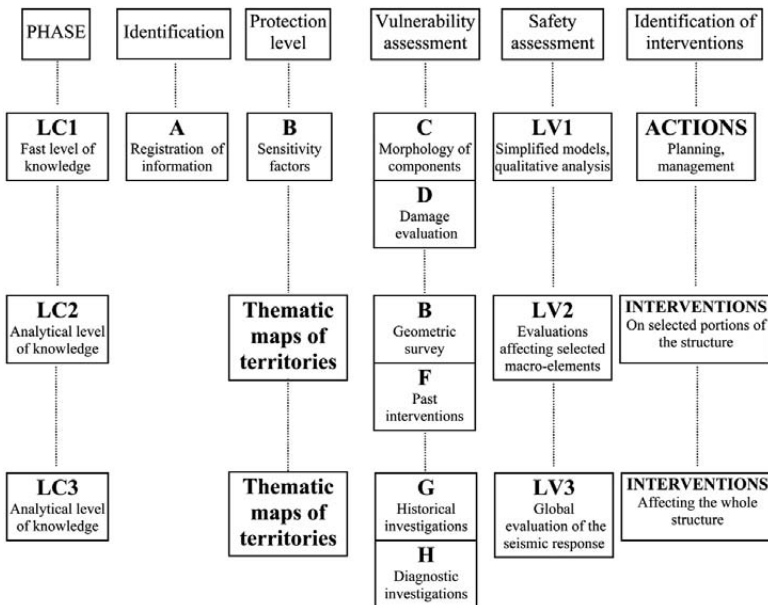 PHASE
Identification
Protection
level
Vulnerability
assessment
Safety
assessment
Identification of
interventions
LC1
Fast level of
knowledge
A
Registration of
information
B
Sensitivity
factors
C
Morphology of
components
D
Damage
evaluation
LV1
Simplified models,
qualitative analysis
ACTIONS
Planning,
management
LC2
Analytical level
of knowledge
Thematic
maps of
territories
B
Geometric
survey
F
Past
interventions
LV2
Evaluations
affecting selected
macro-elements
INTERVENTIONS
On selected portions of
the structure
LC3
Analytical level
of knowledge
Thematic
maps of
territories
G
Historical
investigations
H
Diagnostic
investigations
LV3
Global
evaluation of the
seismic response
INTERVENTIONS
Affecting the whole
structure